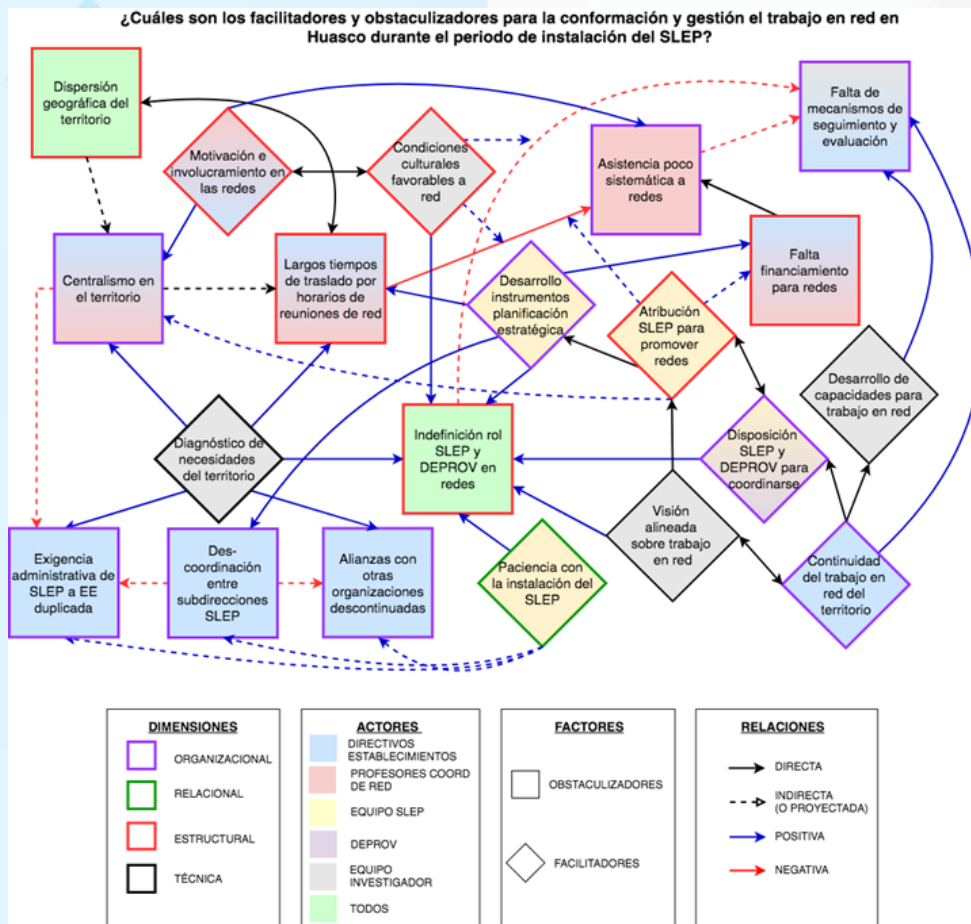 ¿Cuáles son los facilitadores y obstaculizadores para la conformación y gestión el trabajo en red en
Huasco durante el periodo de instalación del SLEP?
Dispersión
geográfica del
territorio
Motivación e
involucramiento en
las redes
Condiciones
culturales
favorables a
red
Asistencia poco
sistemática a
redes
Falta de
mecanismos de
seguimiento y
evaluación
Centralismo en
el territorio
Largos tiempos
de traslado por
horarios de
reuniones de red
Desarrollo
instrumentos
planificación
estratégica
Atribución
SLEP para
promover
redes
Falta
financiamiento
para redes
Desarrollo de
capacidades para
trabajo en red
Diagnóstico de
necesidades
del territorio
Indefinición rol
SLEP y
DEPROV en
redes
Disposición
SLEP y
DEPROV para
coordinarse
Exigencia
administrativa de
SLEP a EE
duplicada
Des-
coordinación
entre
subdirecciones
SLEP
Alianzas con
otras
organizaciones
descontinuadas
Paciencia con
la instalación del
SLEP
Visión
alineada sobre
trabajo en
red
Continuidad
del trabajo en
red del
territorio
DIMENSIONES
ORGANIZACIONAL
RELACIONAL
ESTRUCTURAL
TÉCNICA
ACTORES
DIRECTIVOS
ESTABLECIMIENTOS
PROFESORES COORD
DE RED
EQUIPO SLEP
DEPROV
EQUIPO
INVESTIGADOR
TODOS
FACTORES
OBSTACULIZADORES
FACILITADORES
RELACIONES
DIRECTA
INDIRECTA
(O PROYECTADA)
POSITIVA
NEGATIVA